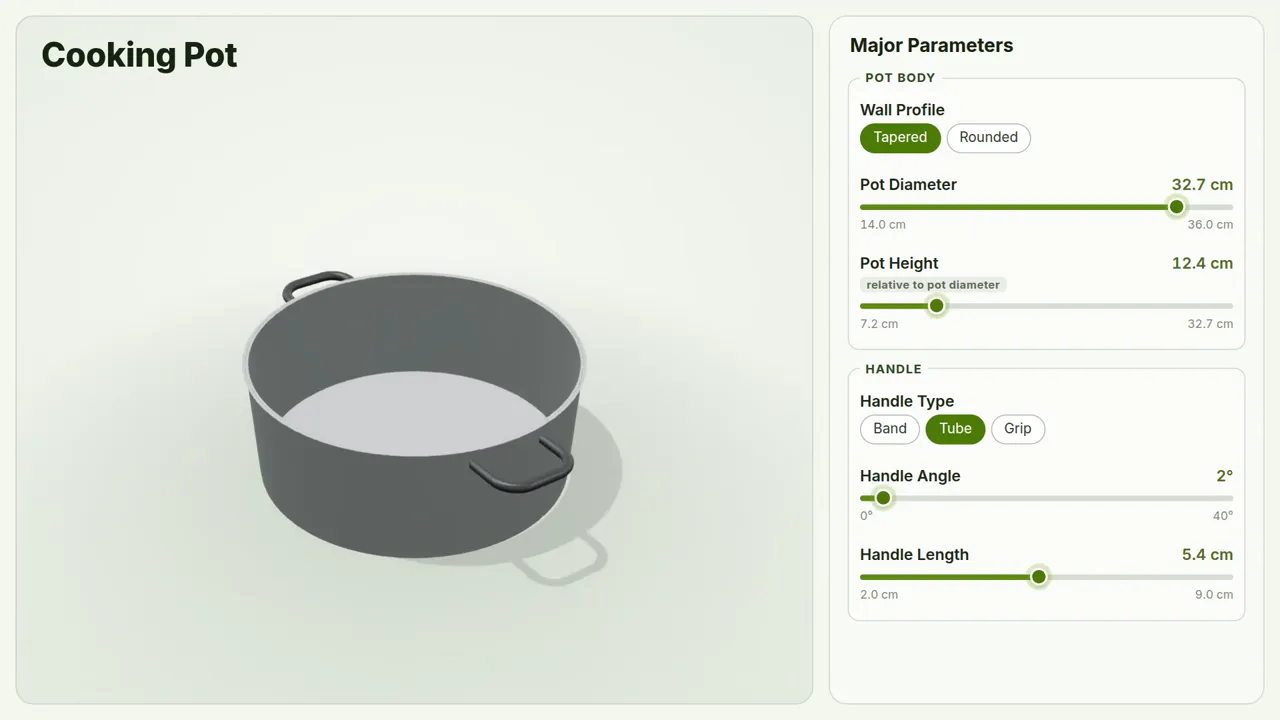 Cooking Pot
Major Parameters
POT BODY
Wall Profile
Tapered Rounded
Pot Diameter 32.7 cm
14.0 cm 36.0 cm
Pot Height 12.4 cm
relative to pot diameter
7.2 cm 32.7 cm
HANDLE
Handle Type
Band Tube Grip
Handle Angle 2°
0° 40°
Handle Length 5.4 cm
2.0 cm 9.0 cm